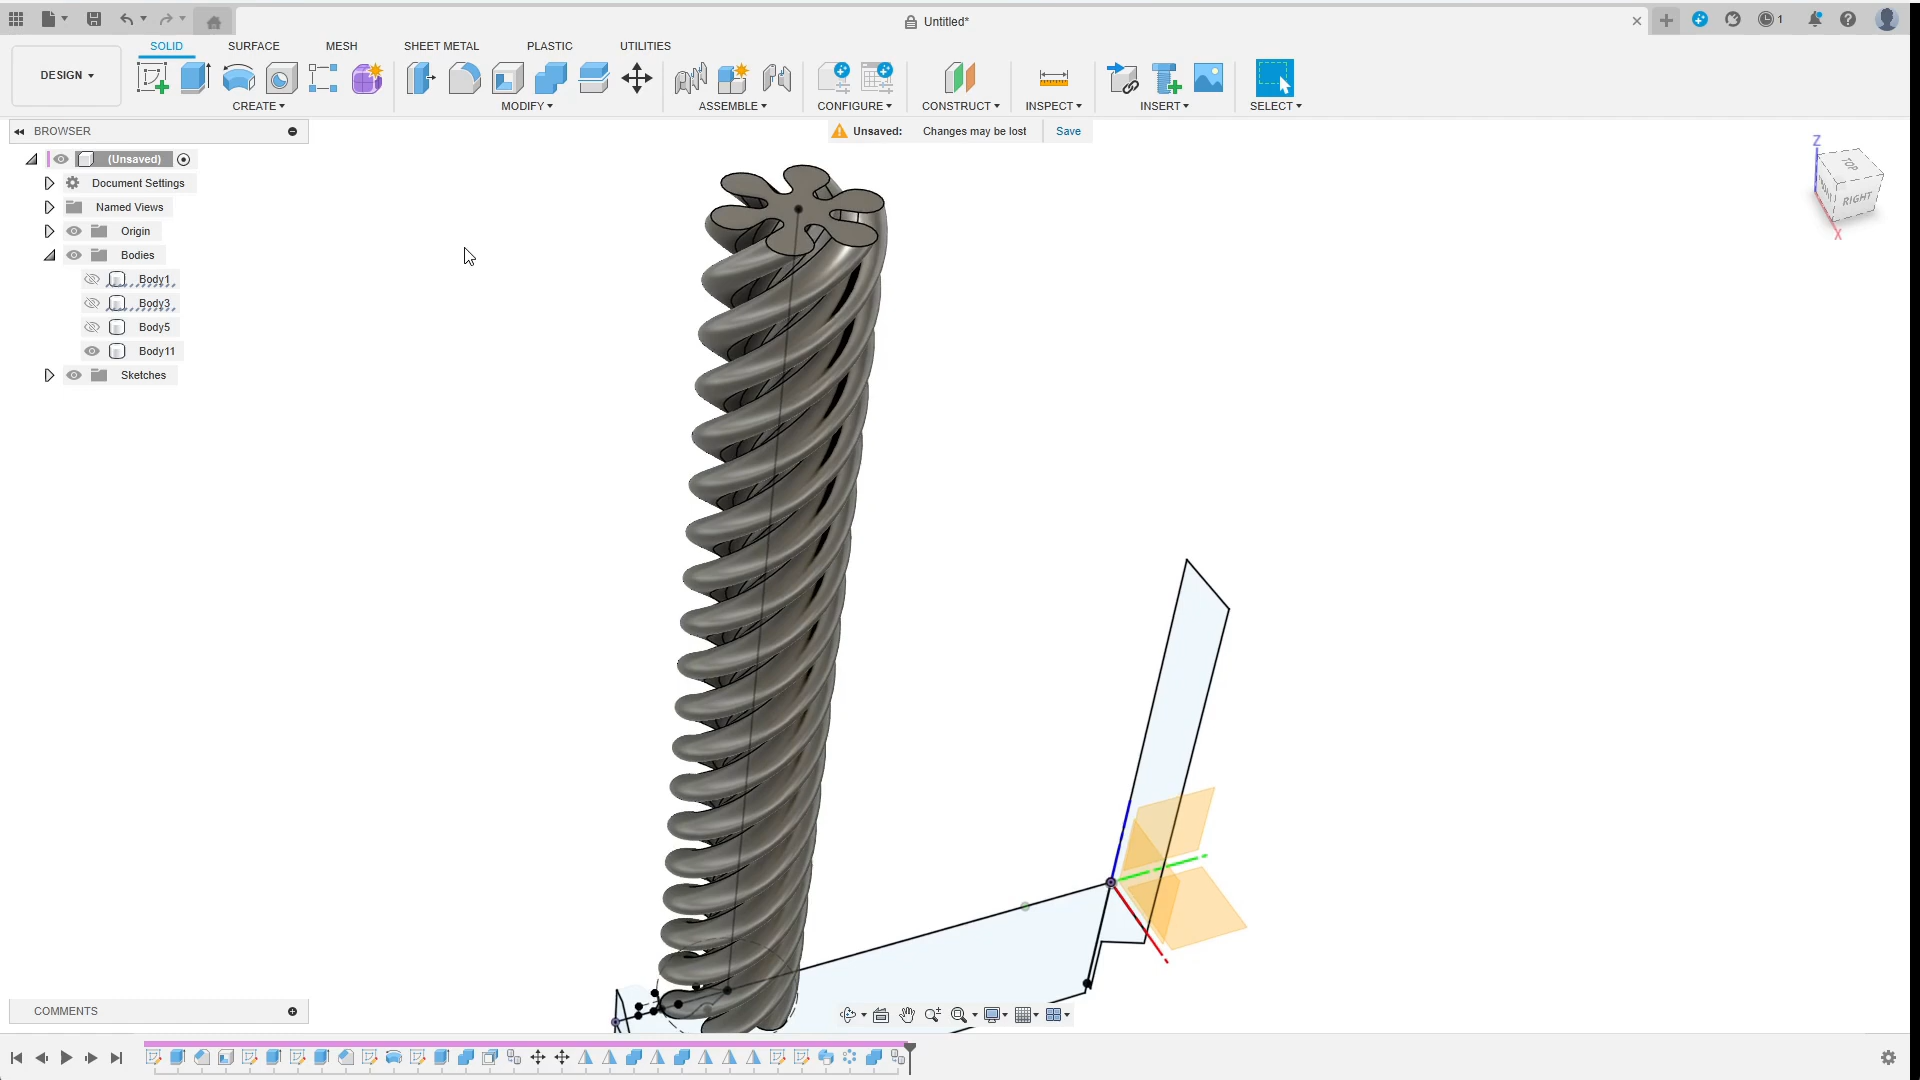 Untitled*
1
SOLID SURFACE MESH SHEET METAL PLASTIC UTILITIES
DESIGN
CREATE MODIFY ASSEMBLE CONFIGURE CONSTRUCT INSPECT INSERT SELECT
BROWSER
Unsaved: Changes may be lost Save
(Unsaved)
Document Settings
Named Views
Origin
Bodies
Body1
Body3
Body5
Body11
Sketches
Z
TOP
RIGHT
X
COMMENTS